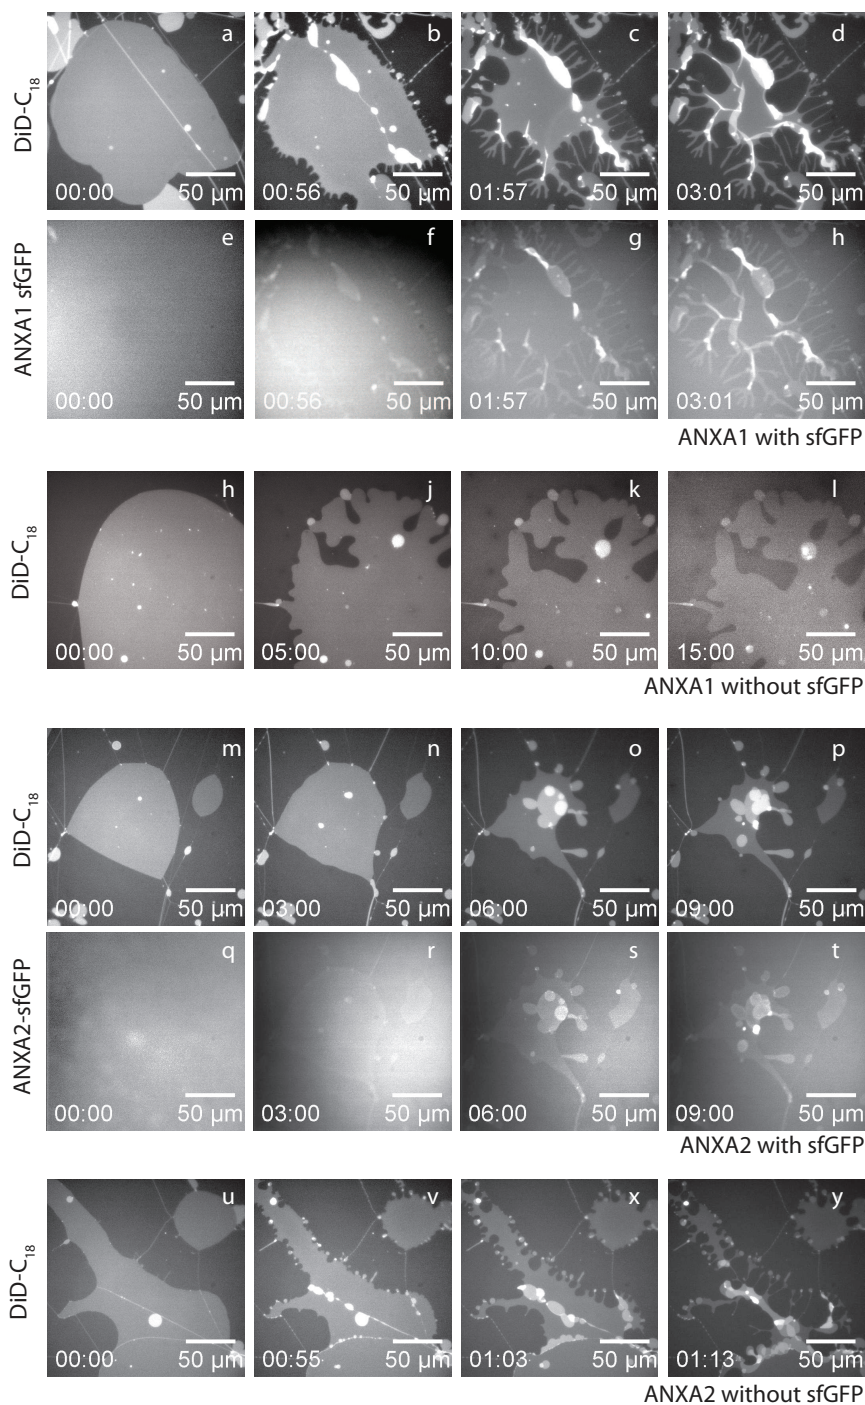 DiD-C18
a
00:00
50 µm
b
00:56
50 µm
c
01:57
50 µm
d
03:01
50 µm
ANXA1 sfGFP
e
00:00
50 µm
f
00:56
50 µm
g
01:57
50 µm
h
03:01
50 µm
ANXA1 with sfGFP
DiD-C18
h
00:00
50 µm
j
05:00
50 µm
k
10:00
50 µm
l
15:00
50 µm
ANXA1 without sfGFP
DiD-C18
m
00:00
50 µm
n
03:00
50 µm
o
06:00
50 µm
p
09:00
50 µm
ANXA2-sfGFP
q
00:00
50 µm
r
03:00
50 µm
s
06:00
50 µm
t
09:00
50 µm
ANXA2 with sfGFP
DiD-C18
u
00:00
50 µm
v
00:55
50 µm
x
01:03
50 µm
y
01:13
50 µm
ANXA2 without sfGFP